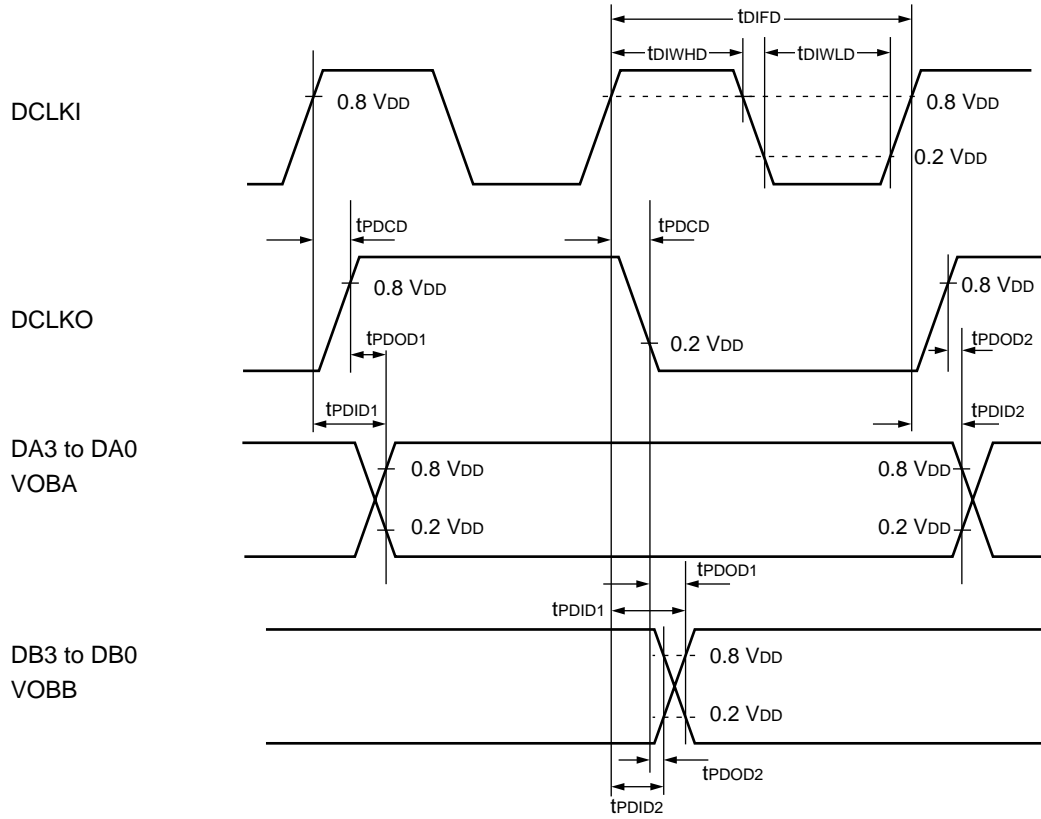 tDIFD
tDIWHD
tDIWLD
DCLKI
0.8 VDD
0.8 VDD
0.2 VDD
tPDCD
tPDCD
DCLKO
0.8 VDD
0.8 VDD
tPDOD1
0.2 VDD
tPDOD2
tPDID1
tPDID2
DA3 to DA0
VOBA
0.8 VDD
0.8 VDD
0.2 VDD
0.2 VDD
tPDOD1
tPDID1
DB3 to DB0
VOBB
0.8 VDD
0.2 VDD
tPDOD2
tPDID2